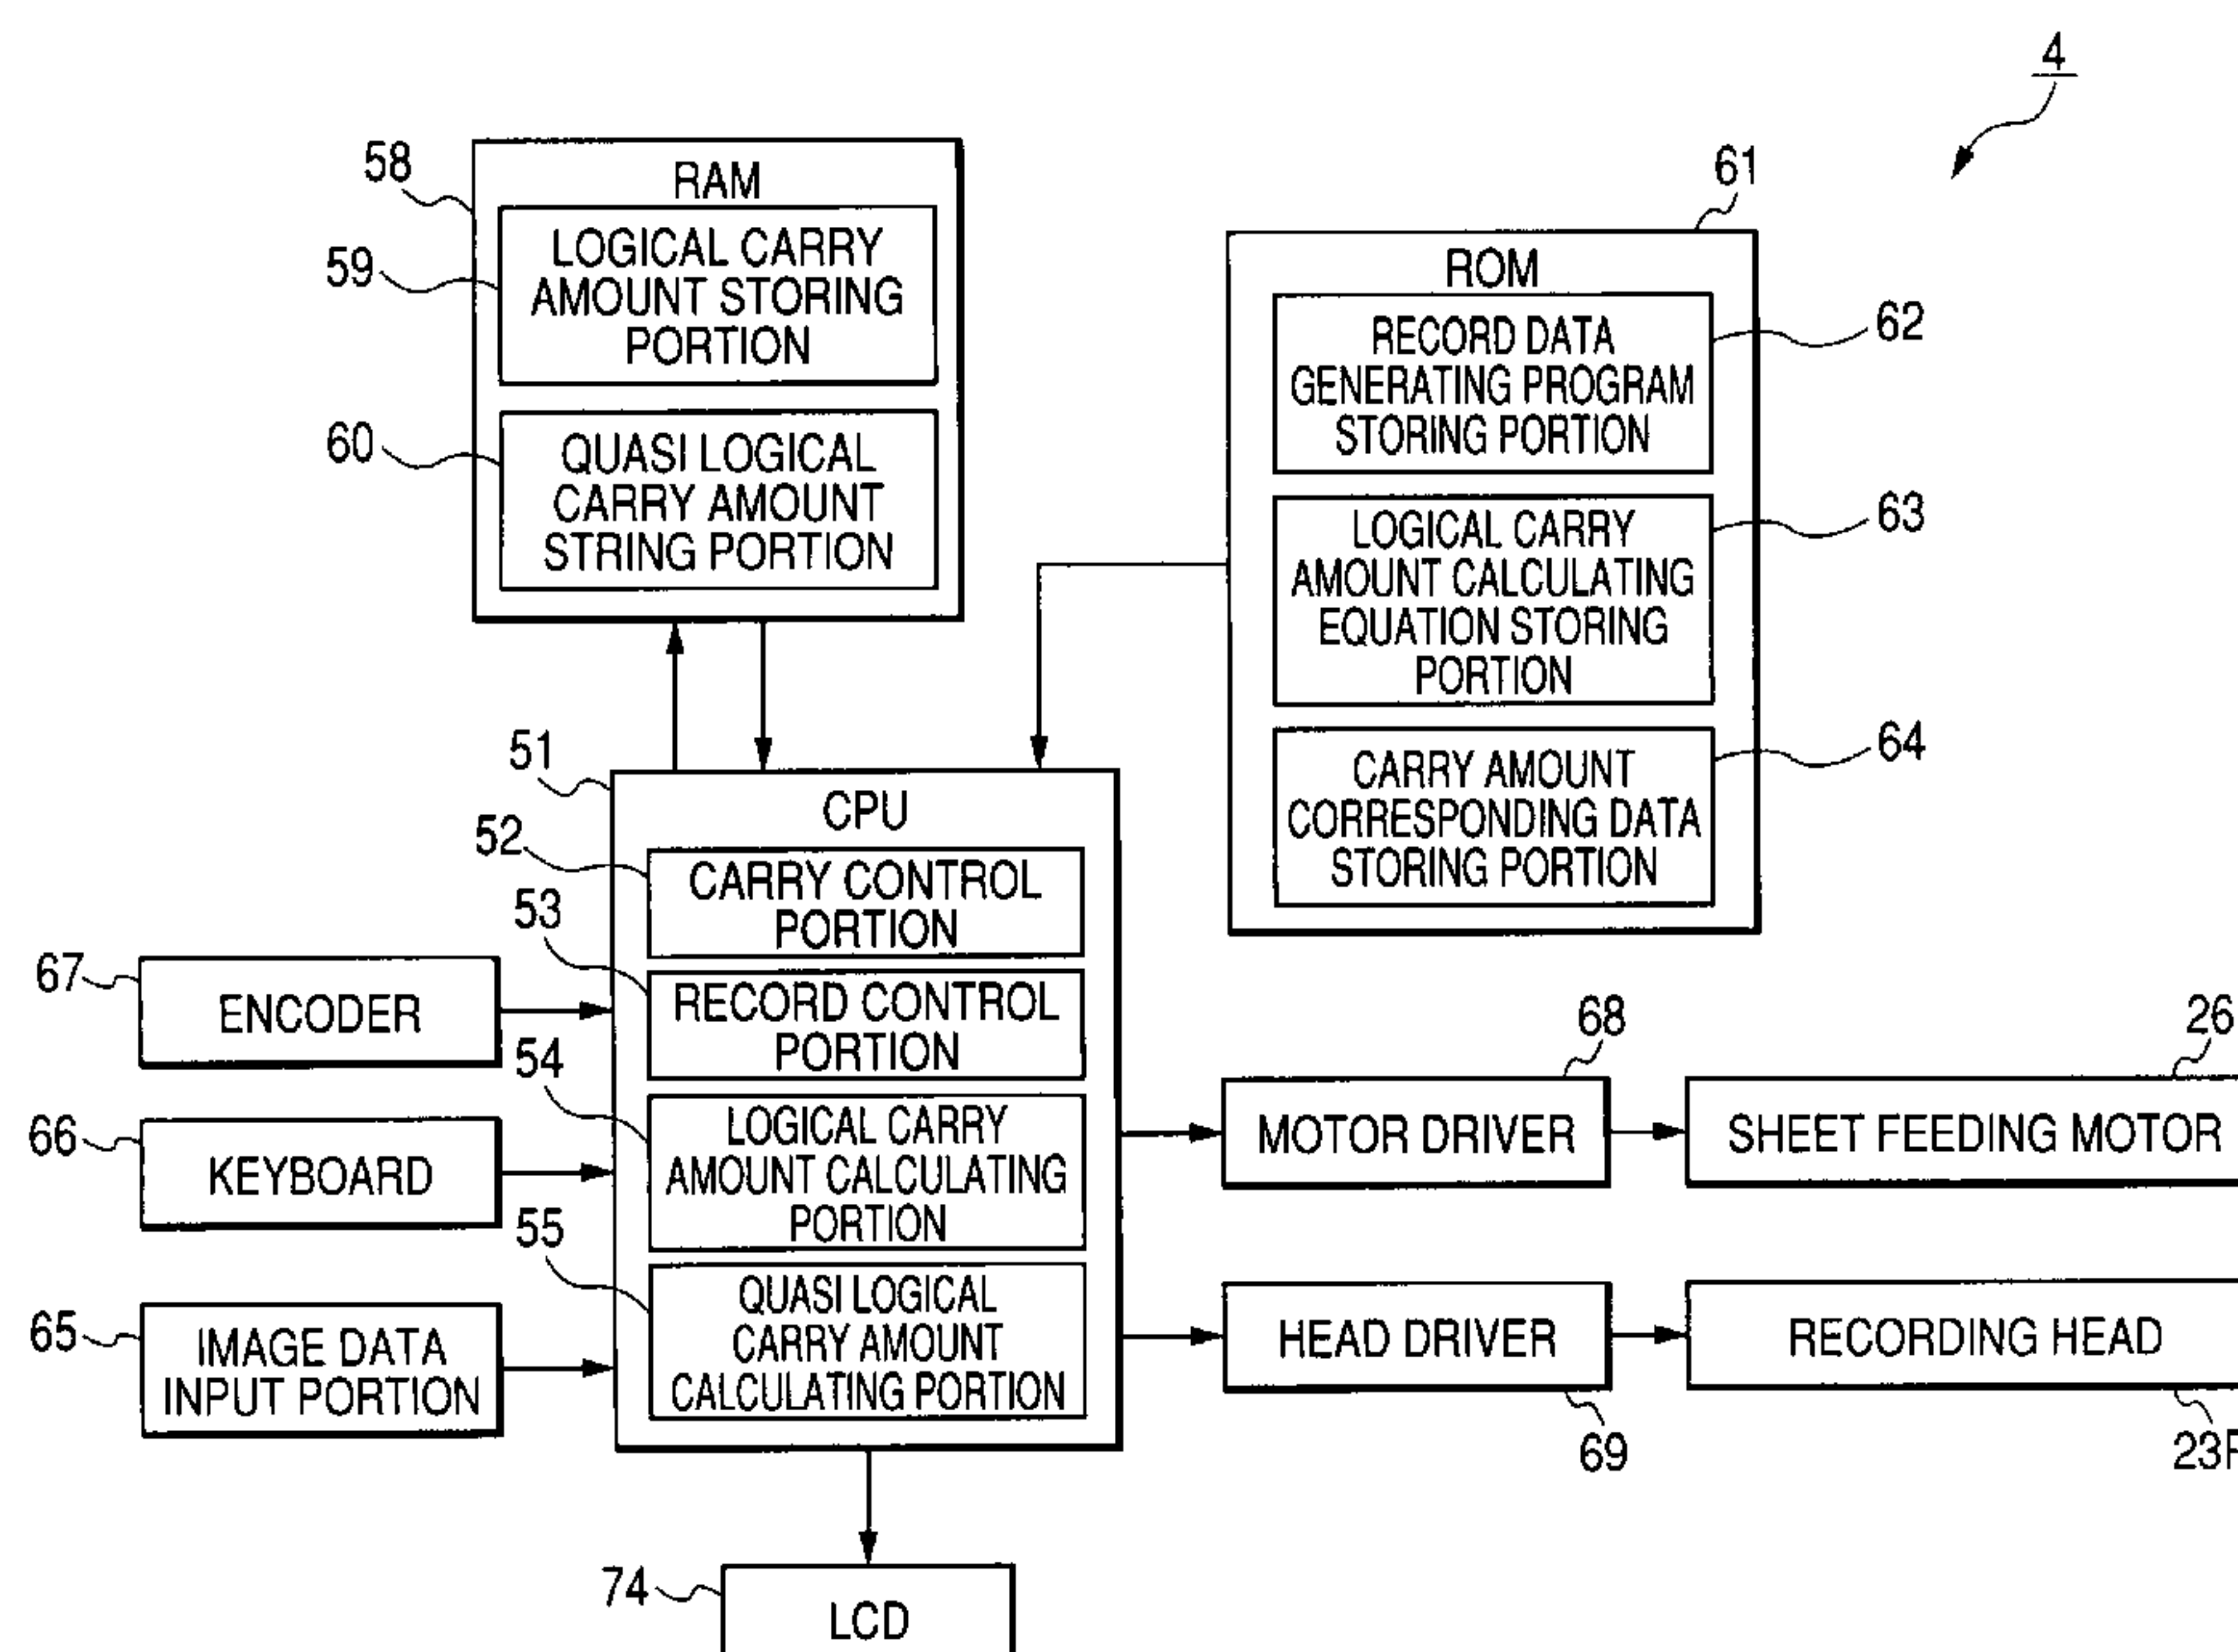 4
58
RAM
59
LOGICAL CARRY
AMOUNT STORING
PORTION
60
QUASI LOGICAL
CARRY AMOUNT
STRING PORTION
61
ROM
62
RECORD DATA
GENERATING PROGRAM
STORING PORTION
63
LOGICAL CARRY
AMOUNT CALCULATING
EQUATION STORING
PORTION
64
CARRY AMOUNT
CORRESPONDING DATA
STORING PORTION
51
CPU
52
CARRY CONTROL
PORTION
53
RECORD CONTROL
PORTION
54
LOGICAL CARRY
AMOUNT CALCULATING
PORTION
55
QUASI LOGICAL
CARRY AMOUNT
CALCULATING PORTION
67
ENCODER
66
KEYBOARD
65
IMAGE DATA
INPUT PORTION
68
MOTOR DRIVER
26
SHEET FEEDING MOTOR
HEAD DRIVER
69
RECORDING HEAD
74
LCD